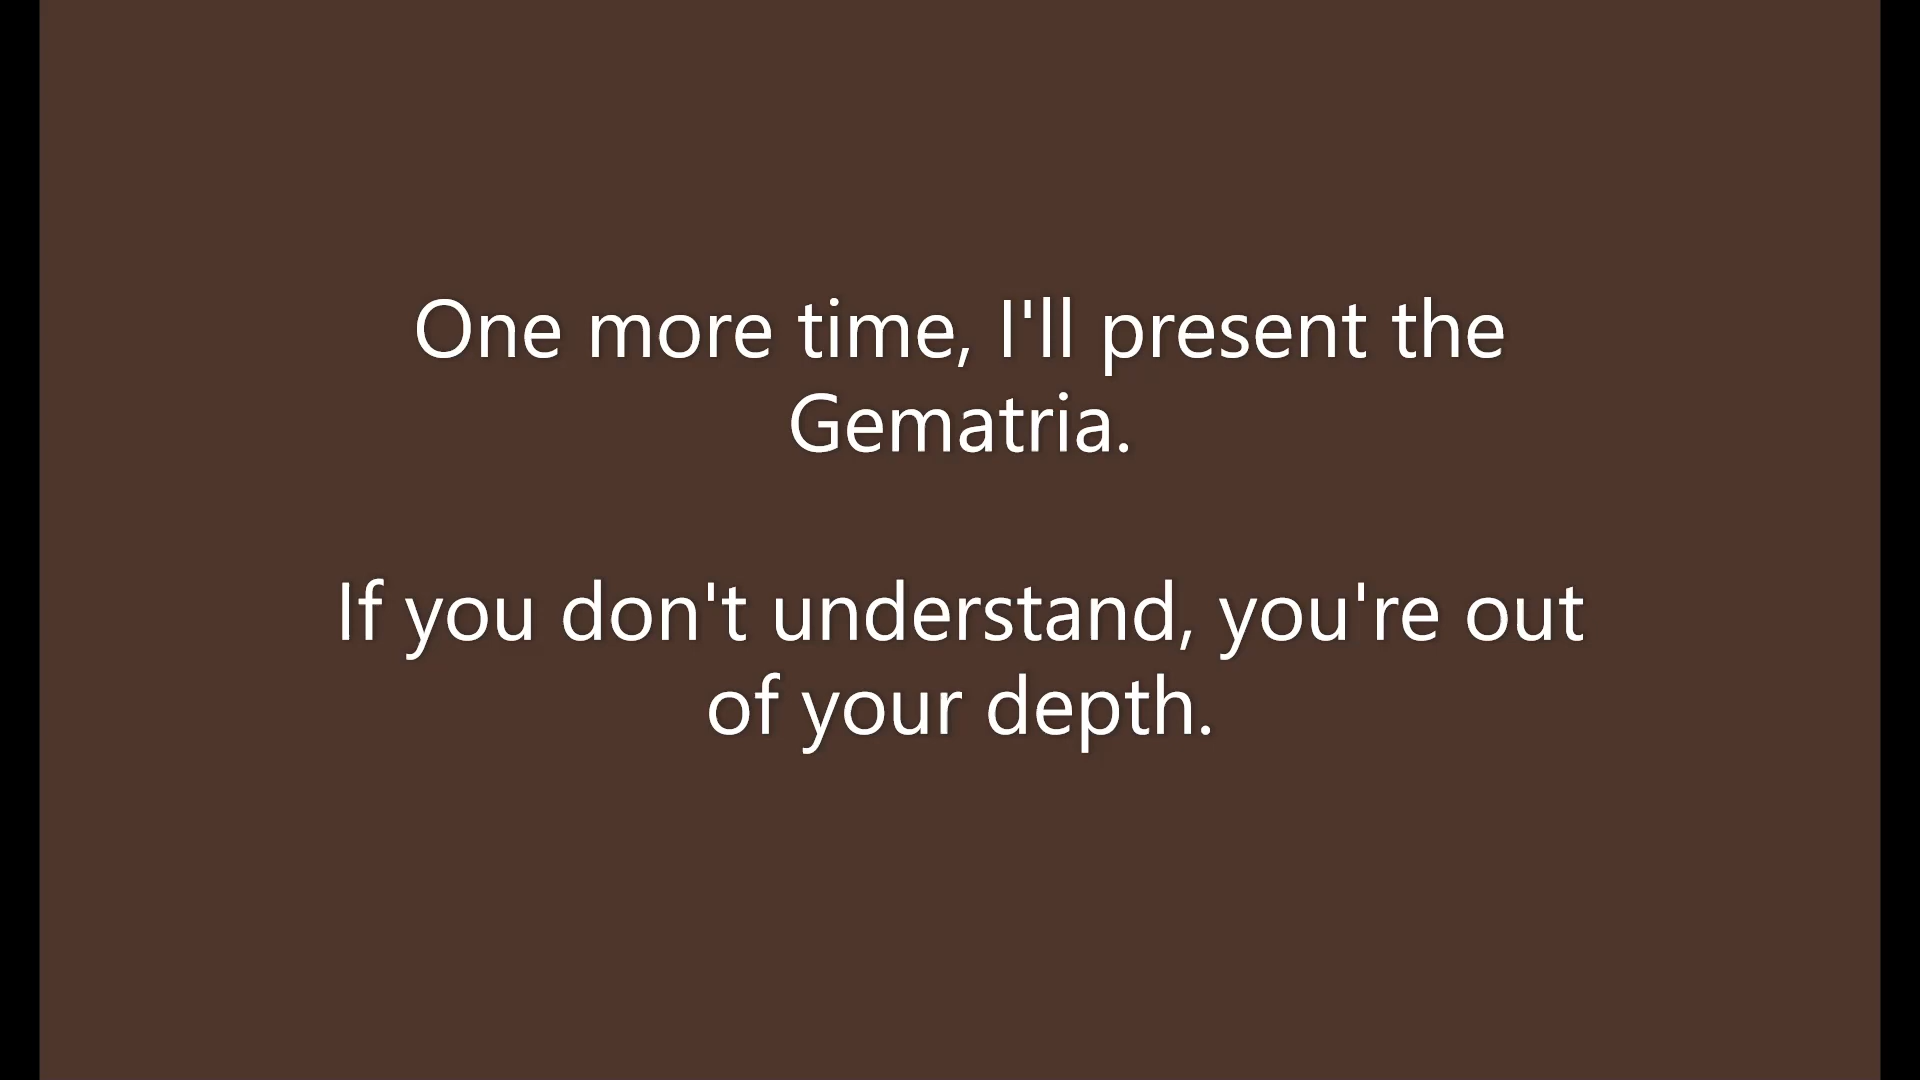 One more time, I'll present the
Gematria.
If you don't understand, you're out
of your depth.